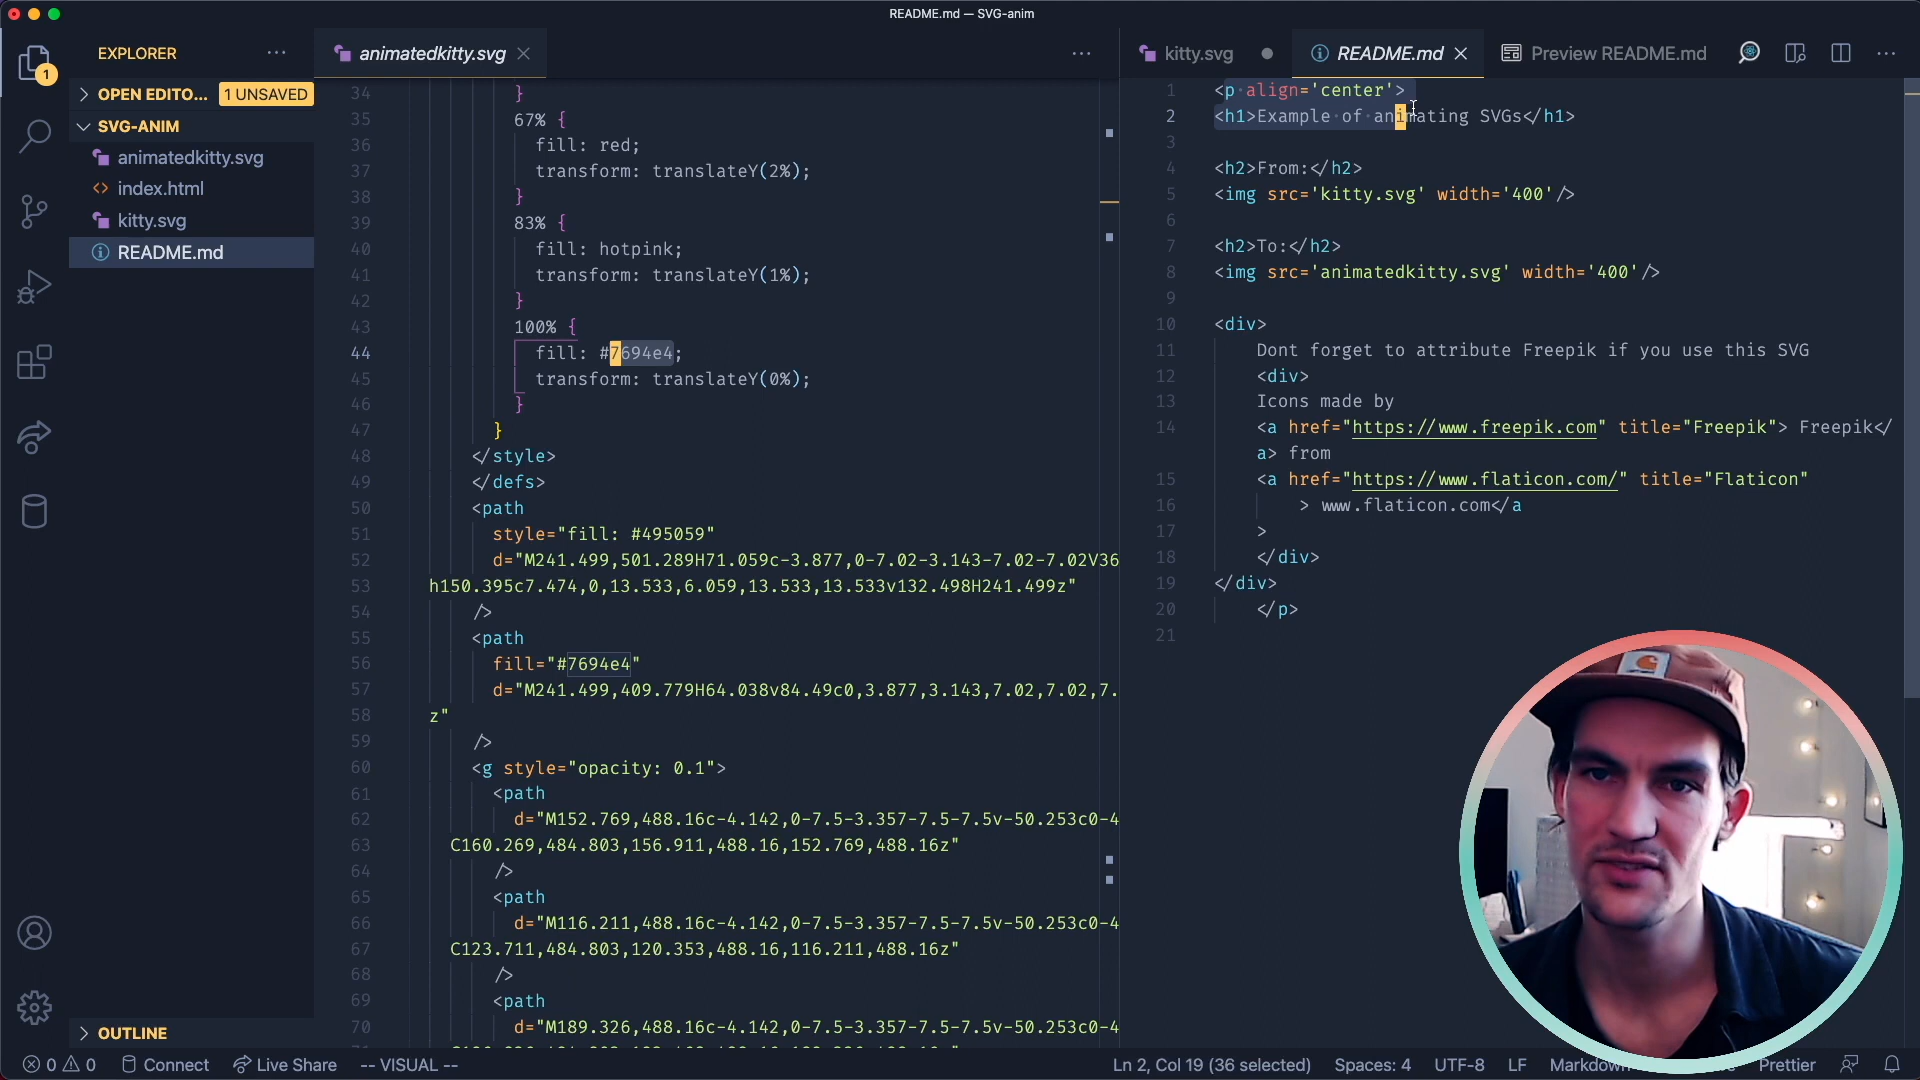 README.md — SVG-anim
1
EXPLORER
OPEN EDITO... 1 UNSAVED
SVG-ANIM
animatedkitty.svg
index.html
kitty.svg
README.md
OUTLINE
animatedkitty.svg
34 }
35 67% {
36 fill: red;
37 transform: translateY(2%);
38 }
39 83% {
40 fill: hotpink;
41 transform: translateY(1%);
42 }
43 100% {
44 fill: #7694e4;
45 transform: translateY(0%);
46 }
47 }
48 </style>
49 </defs>
50 <path
51 style="fill: #495059"
52 d="M241.499,501.289H71.059c-3.877,0-7.02-3.143-7.02-7.02V36
53 h150.395c7.474,0,13.533,6.059,13.533,13.533v132.498H241.499z"
54 />
55 <path
56 fill="#7694e4"
57 d="M241.499,409.779H64.038v84.49c0,3.877,3.143,7.02,7.02,7.
58 z"
59 />
60 <g style="opacity: 0.1">
61 <path
62 d="M152.769,488.16c-4.142,0-7.5-3.357-7.5-7.5v-50.253c0-4
63 C160.269,484.803,156.911,488.16,152.769,488.16z"
64 />
65 <path
66 d="M116.211,488.16c-4.142,0-7.5-3.357-7.5-7.5v-50.253c0-4
67 C123.711,484.803,120.353,488.16,116.211,488.16z"
68 />
69 <path
70 d="M189.326,488.16c-4.142,0-7.5-3.357-7.5-7.5v-50.253c0-4
kitty.svg README.md Preview README.md
1 <p align='center'>
2 <h1>Example of animating SVGs</h1>
3
4 <h2>From:</h2>
5 <img src='kitty.svg' width='400'/>
6
7 <h2>To:</h2>
8 <img src='animatedkitty.svg' width='400'/>
9
10 <div>
11 Dont forget to attribute Freepik if you use this SVG
12 <div>
13 Icons made by
14 <a href="https://www.freepik.com" title="Freepik"> Freepik</
a> from
15 <a href="https://www.flaticon.com/" title="Flaticon"
16 > www.flaticon.com</a
17 >
18 </div>
19 </div>
20 </p>
21
0 0 Connect Live Share -- VISUAL -- Ln 2, Col 19 (36 selected) Spaces: 4 UTF-8 LF Prettier